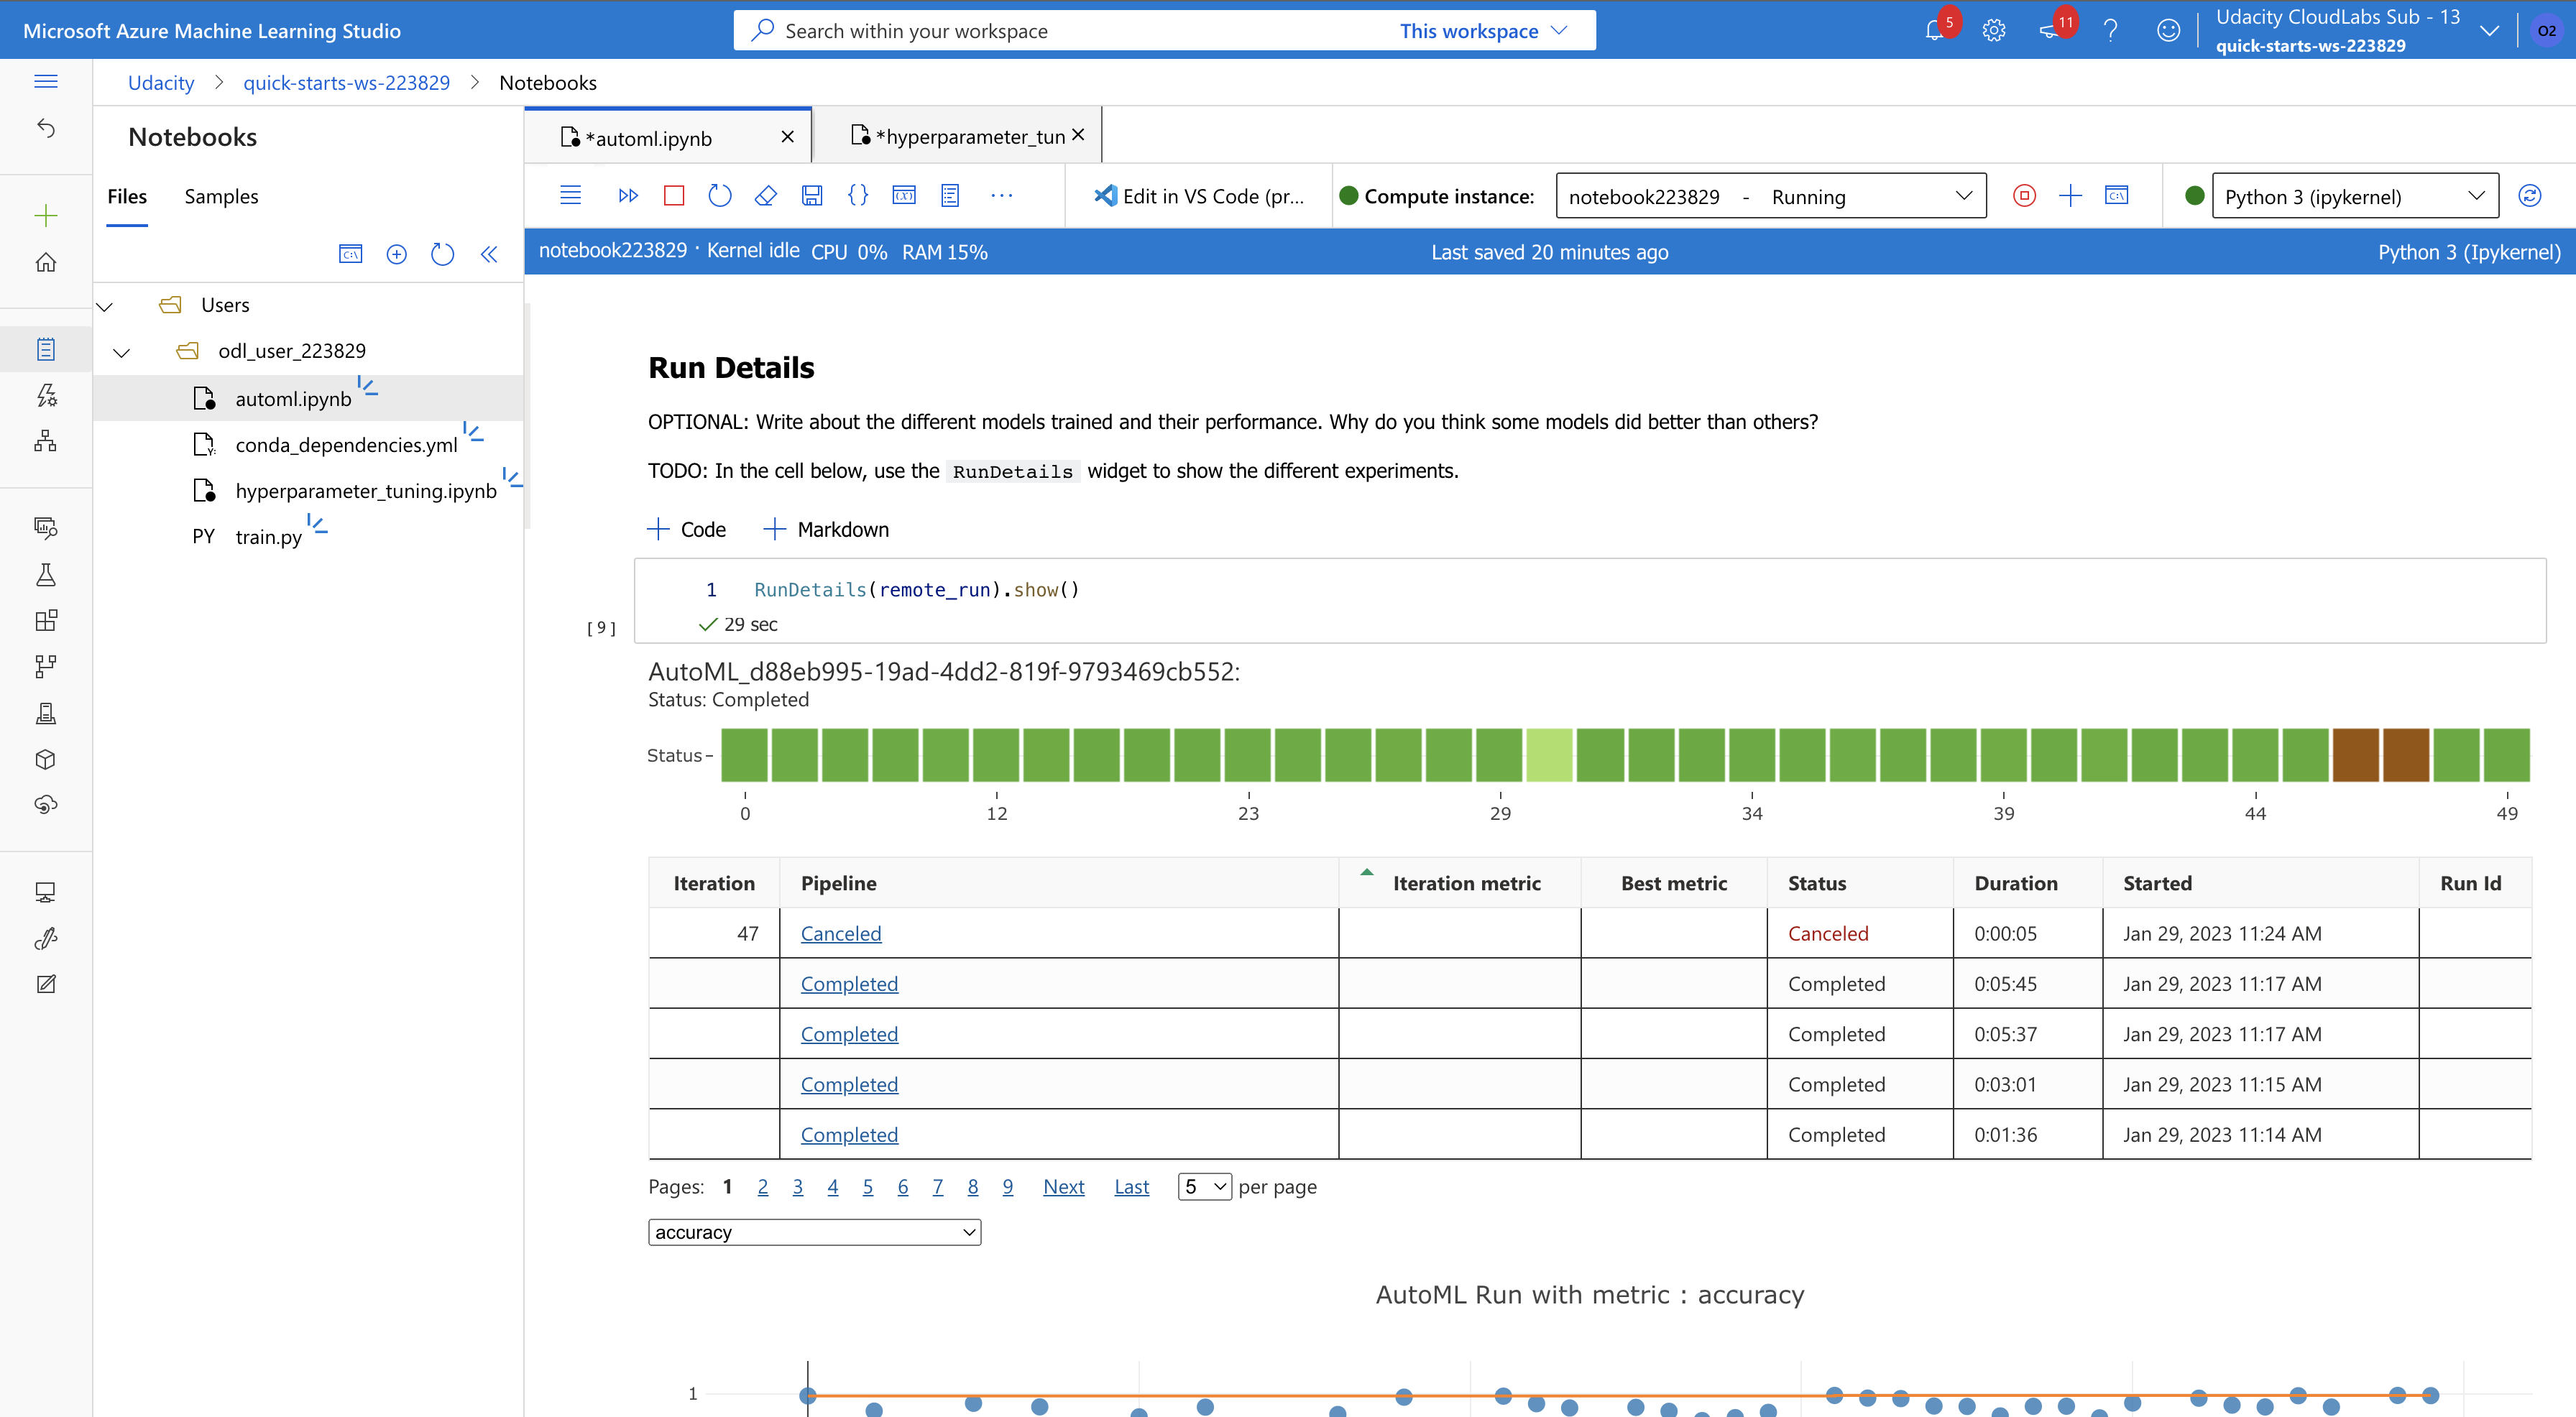 Microsoft Azure Machine Learning Studio
Search within your workspace
This workspace
5
11
Udacity CloudLabs Sub - 13
quick-starts-ws-223829
O2
Udacity > quick-starts-ws-223829 > Notebooks
Notebooks
Files Samples
Users
odl_user_223829
automl.ipynb
conda_dependencies.yml
hyperparameter_tuning.ipynb
PY train.py
*automl.ipynb
*hyperparameter_tun
Edit in VS Code (pr...
Compute instance:
notebook223829 - Running
Python 3 (ipykernel)
notebook223829 · Kernel idle CPU 0% RAM 15%
Last saved 20 minutes ago
Python 3 (Ipykernel)
Run Details
OPTIONAL: Write about the different models trained and their performance. Why do you think some models did better than others?
TODO: In the cell below, use the RunDetails widget to show the different experiments.
+ Code + Markdown
1 RunDetails(remote_run).show()
[9]
29 sec
AutoML_d88eb995-19ad-4dd2-819f-9793469cb552:
Status: Completed
Status
0 12 23 29 34 39 44 49
Iteration Pipeline Iteration metric Best metric Status Duration Started Run Id
47 Canceled Canceled 0:00:05 Jan 29, 2023 11:24 AM
Completed Completed 0:05:45 Jan 29, 2023 11:17 AM
Completed Completed 0:05:37 Jan 29, 2023 11:17 AM
Completed Completed 0:03:01 Jan 29, 2023 11:15 AM
Completed Completed 0:01:36 Jan 29, 2023 11:14 AM
Pages: 1 2 3 4 5 6 7 8 9 Next Last 5 per page
accuracy
AutoML Run with metric : accuracy
1